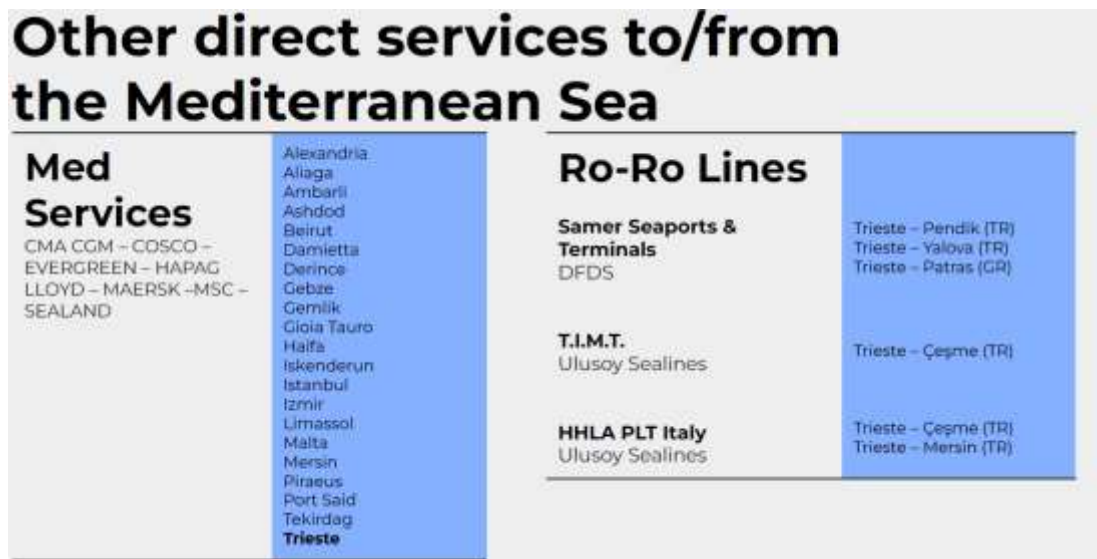 Other direct services to/from
the Mediterranean Sea
Med
Services
CMA CGM – COSCO –
EVERGREEN – HAPAG
LLOYD – MAERSK –MSC –
SEALAND
Alexandria
Aliaga
Ambarli
Ashdod
Beirut
Damietta
Derince
Gebze
Gemlik
Gioia Tauro
Haifa
Iskenderun
Istanbul
Izmir
Limassol
Malta
Mersin
Piraeus
Port Said
Tekirdag
Trieste
Ro-Ro Lines
Samer Seaports &
Terminals
DFDS
Trieste – Pendik (TR)
Trieste – Yalova (TR)
Trieste – Patras (GR)
T.I.M.T.
Ulusoy Sealines
Trieste – Çeşme (TR)
HHLA PLT Italy
Ulusoy Sealines
Trieste – Çeşme (TR)
Trieste – Mersin (TR)